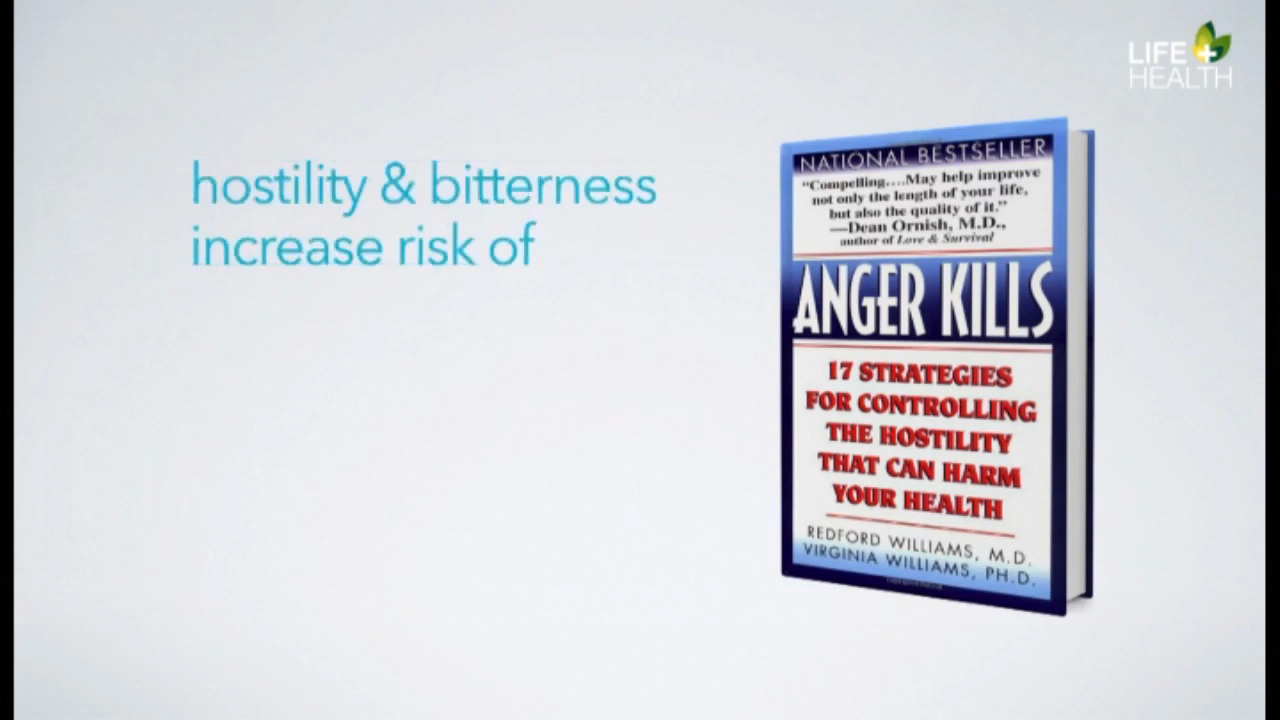 LIFE +
HEALTH
hostility & bitterness
increase risk of
NATIONAL BESTSELLER
“Compelling....May help improve
not only the length of your life,
but also the quality of it.”
—Dean Ornish, M.D.,
author of Love & Survival
ANGER KILLS
17 STRATEGIES
FOR CONTROLLING
THE HOSTILITY
THAT CAN HARM
YOUR HEALTH
REDFORD WILLIAMS, M.D.
VIRGINIA WILLIAMS, PH.D.